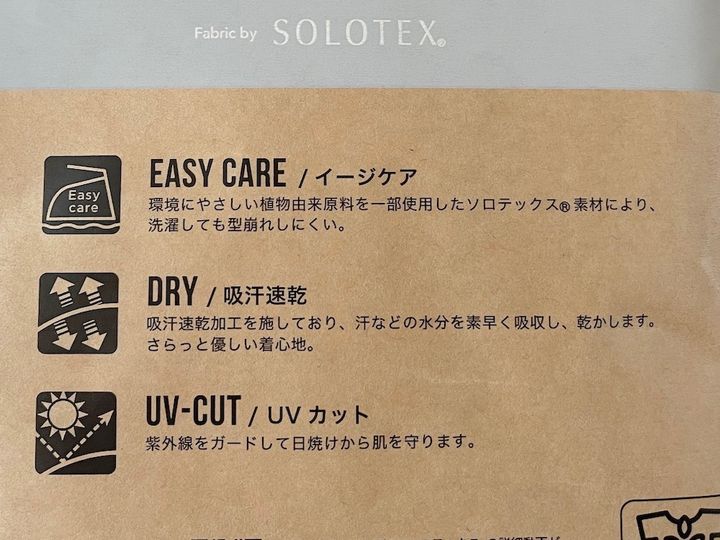 Fabric by SOLOTEX®
Easy
care
EASY CARE / イージケア
環境にやさしい植物由来原料を一部使用したソロテックス®素材により、
洗濯しても型崩れしにくい。
DRY / 吸汗速乾
吸汗速乾加工を施しており、汗などの水分を素早く吸収し、乾かします。
さらっと優しい着心地。
UV-CUT / UV カット
紫外線をガードして日焼けから肌を守ります。